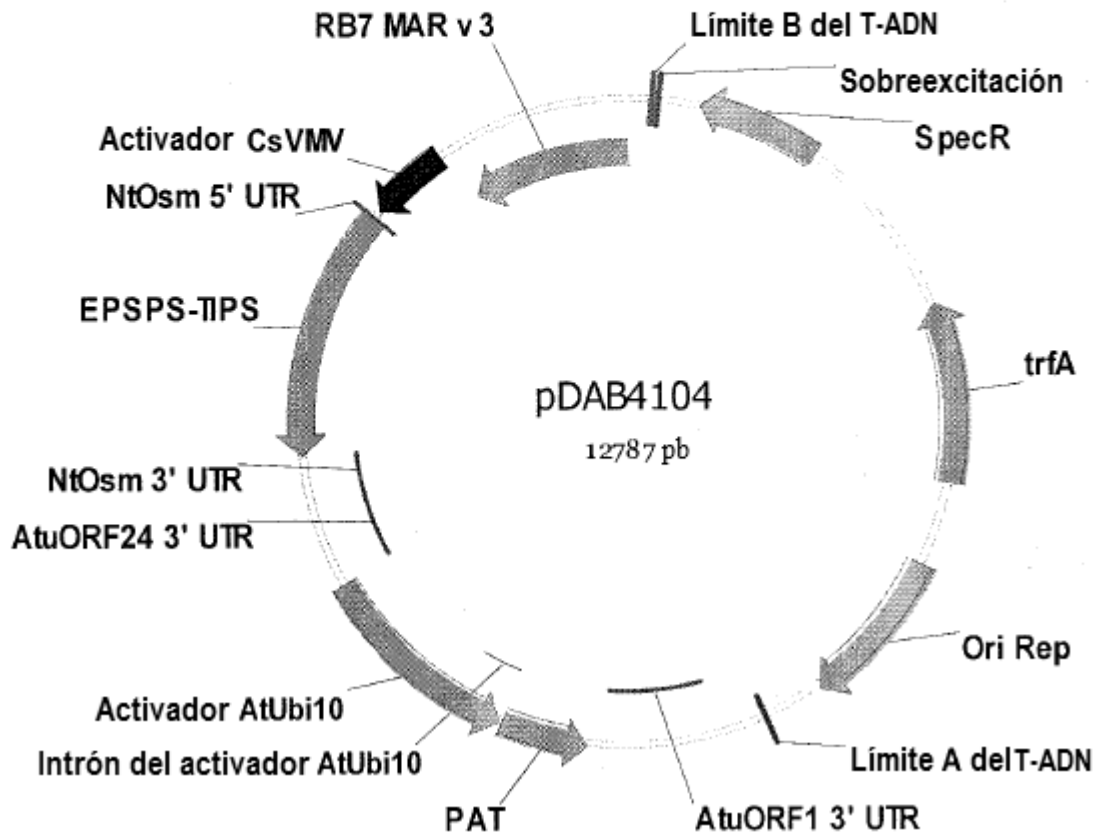 RB7 MAR v 3
Límite B del T-ADN
Sobreexcitación
SpecR
Activador CsVMV
NtOsm 5' UTR
EPSPS-TIPS
trfA
pDAB4104
12787 pb
NtOsm 3' UTR
AtuORF24 3' UTR
Ori Rep
Activador AtUbi10
Intrón del activador AtUbi10
Límite A del T-ADN
PAT
AtuORF1 3' UTR